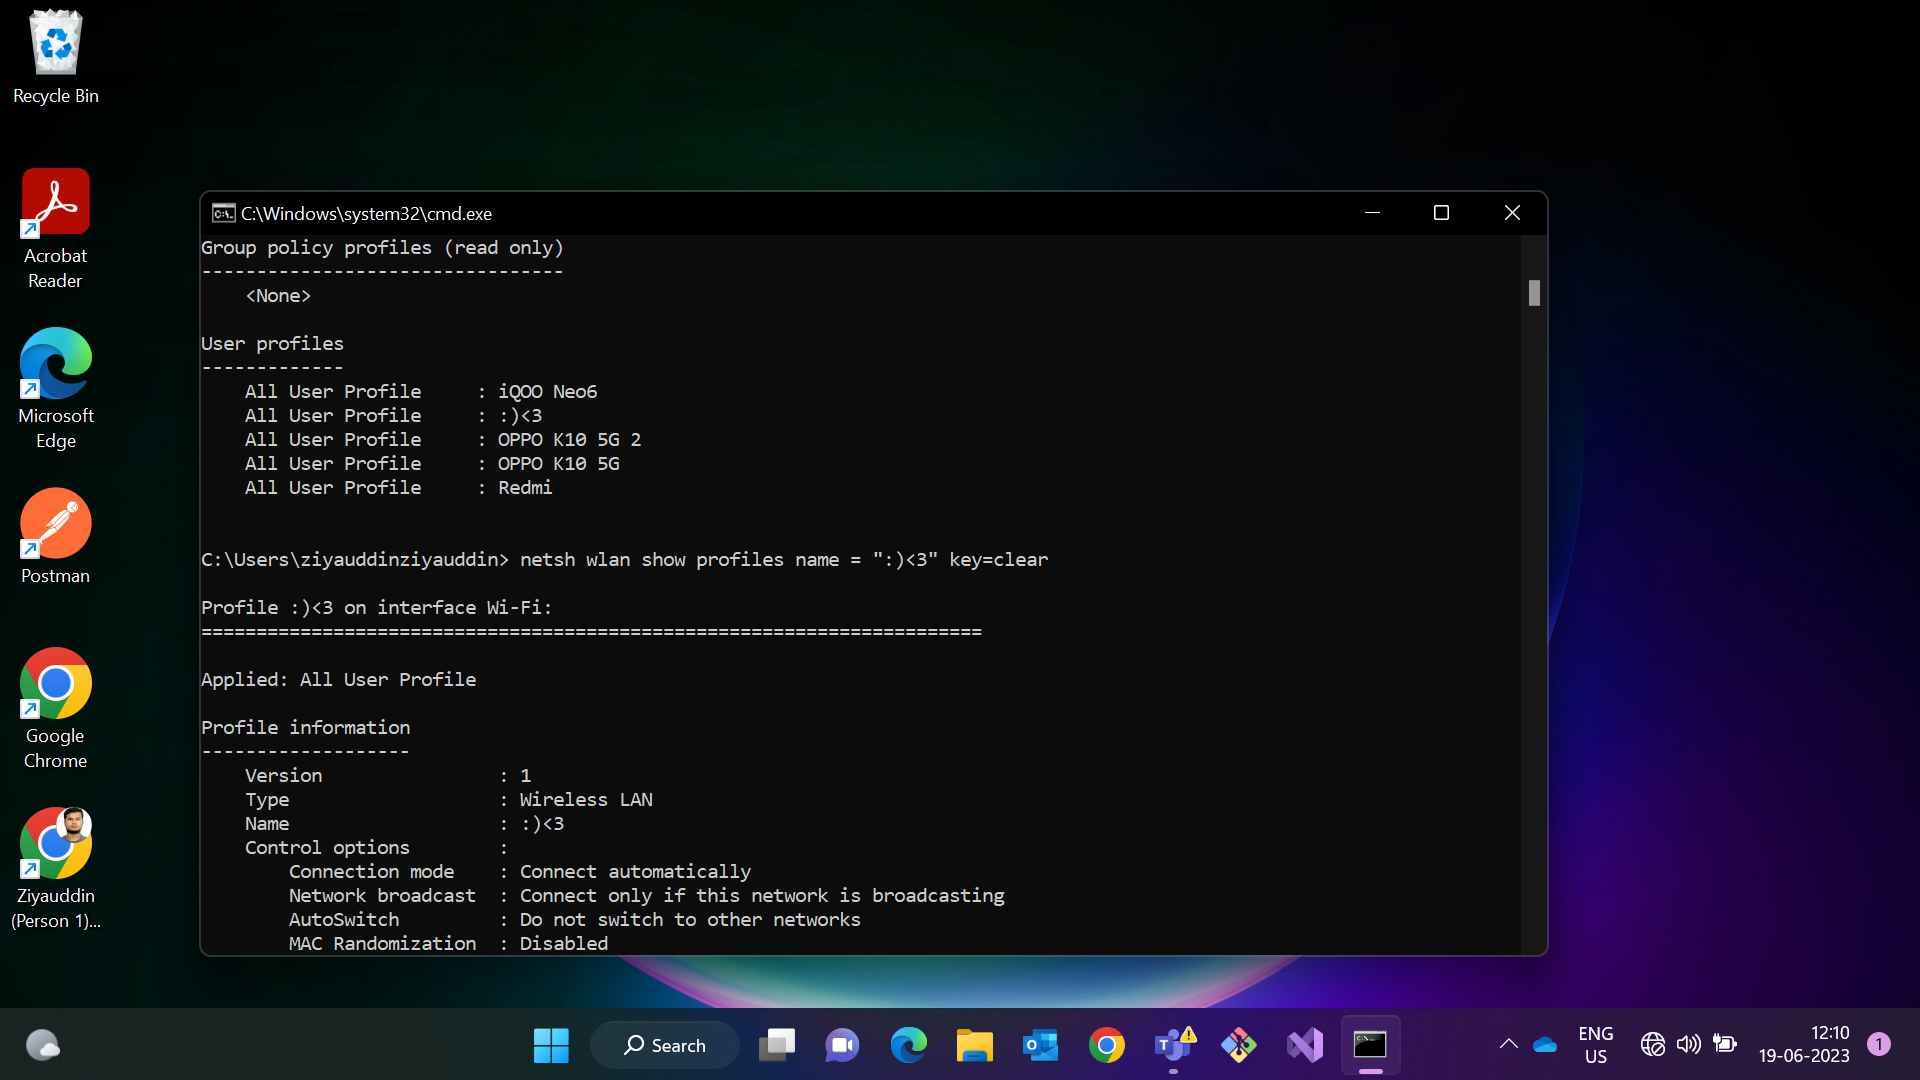 Recycle Bin
Acrobat
Reader
Microsoft
Edge
Postman
Google
Chrome
Ziyauddin
(Person 1)...
C:\Windows\system32\cmd.exe
Group policy profiles (read only)
---------------------------------
    <None>
User profiles
-------------
    All User Profile     : iQOO Neo6
    All User Profile     : :)<3
    All User Profile     : OPPO K10 5G 2
    All User Profile     : OPPO K10 5G
    All User Profile     : Redmi
C:\Users\ziyauddinziyauddin> netsh wlan show profiles name = ":)<3" key=clear
Profile :)<3 on interface Wi-Fi:
=======================================================================
Applied: All User Profile
Profile information
-------------------
    Version                : 1
    Type                   : Wireless LAN
    Name                   : :)<3
    Control options        :
        Connection mode    : Connect automatically
        Network broadcast  : Connect only if this network is broadcasting
        AutoSwitch         : Do not switch to other networks
        MAC Randomization  : Disabled
Search
ENG
US
12:10
19-06-2023
1